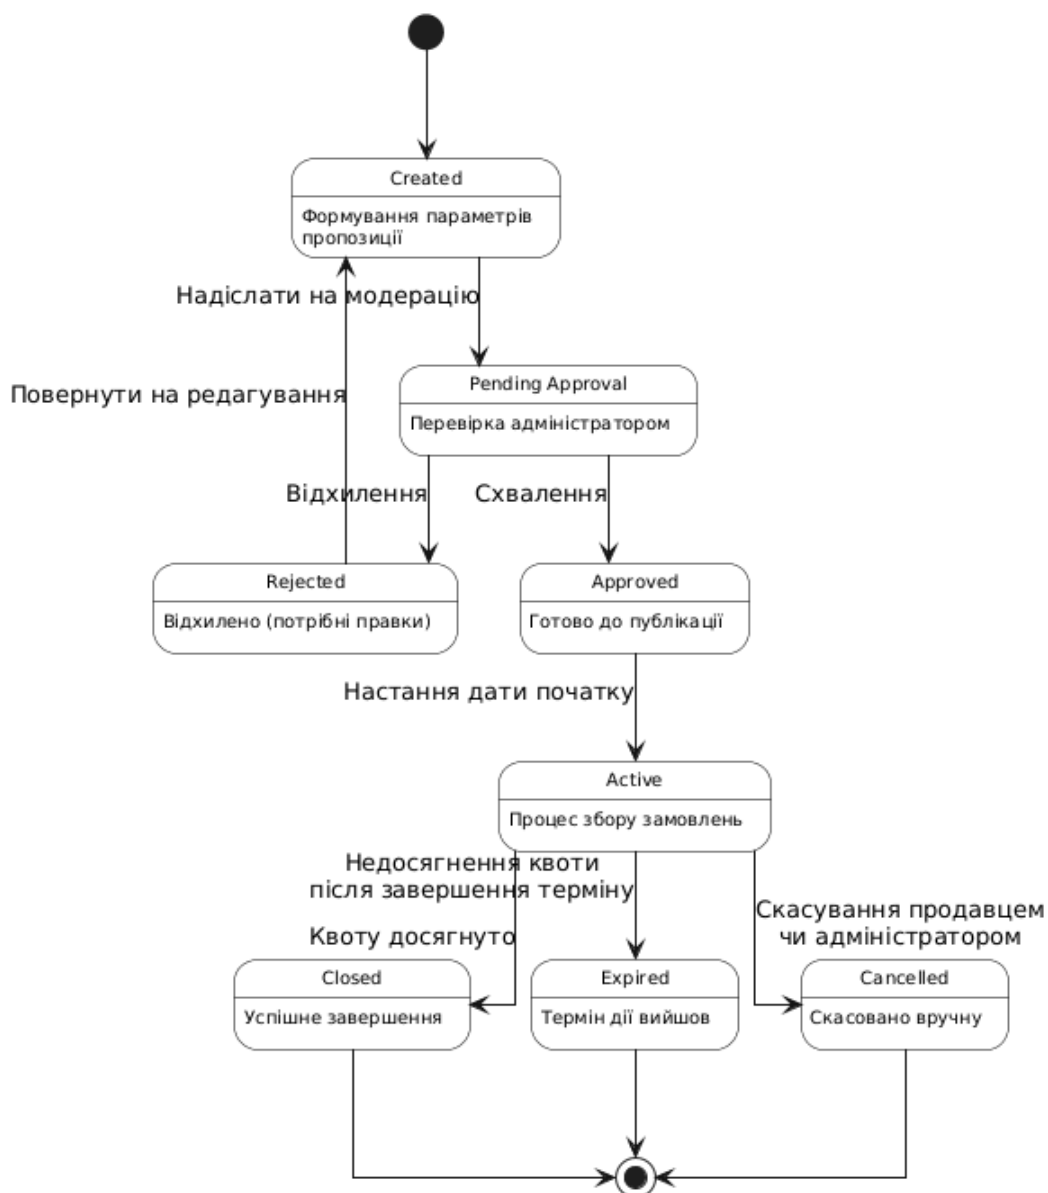 Created
Формування параметрів
пропозиції
Надіслати на модерацію
Pending Approval
Повернути на редагування
Перевірка адміністратором
Відхилення
Схвалення
Rejected
Відхилено (потрібні правки)
Approved
Готово до публікації
Настання дати початку
Active
Процес збору замовлень
Недосягнення квоти
після завершення терміну
Квоту досягнуто
Скасування продавцем
чи адміністратором
Closed
Успішне завершення
Expired
Термін дії вийшов
Cancelled
Скасовано вручну